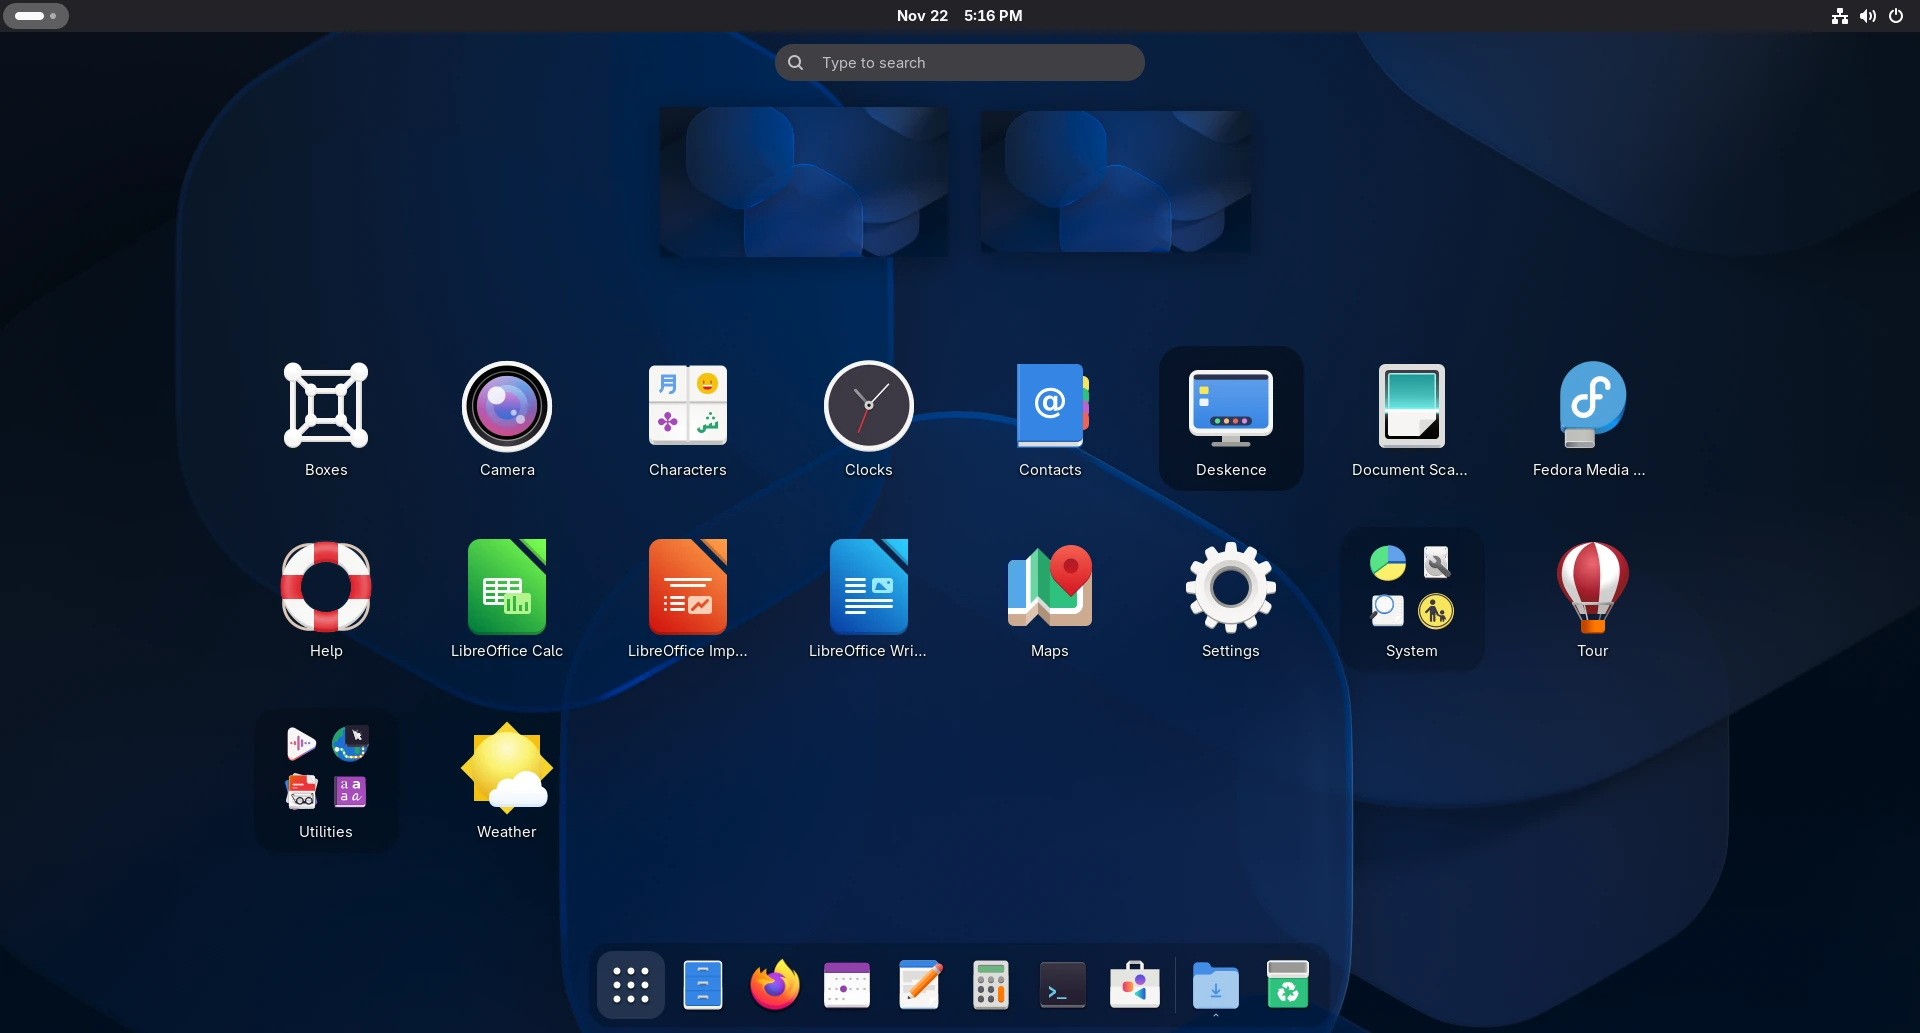 Nov 22 5:16 PM
Type to search
Boxes
Camera
Characters
Clocks
Contacts
Deskence
Document Sca...
Fedora Media ...
Help
LibreOffice Calc
LibreOffice Imp...
LibreOffice Wri...
Maps
Settings
System
Tour
Utilities
Weather